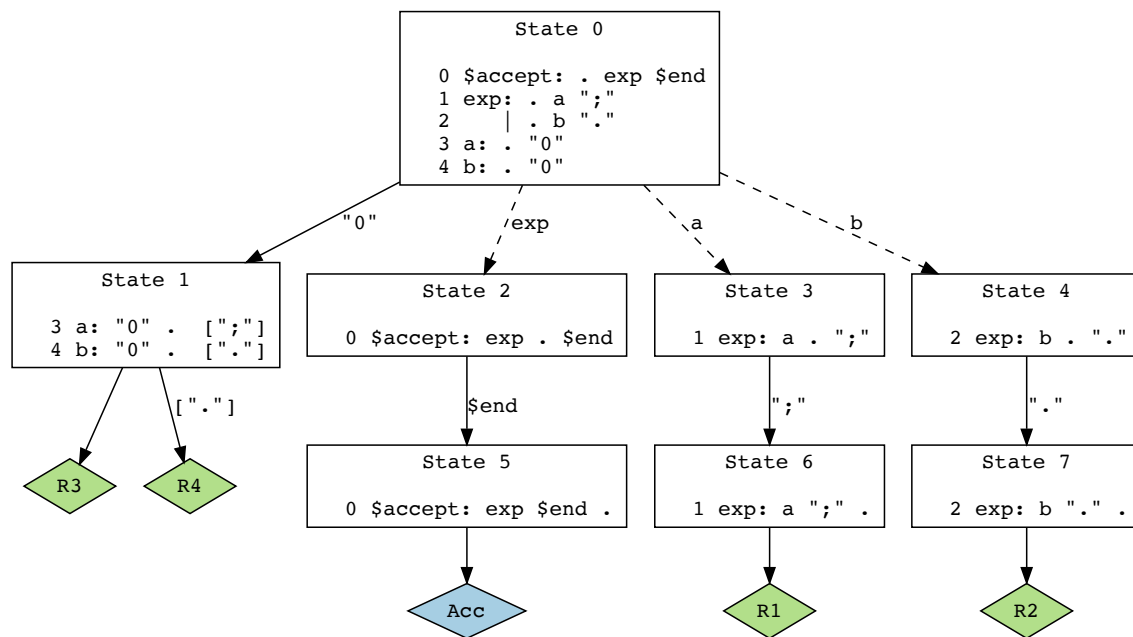 State 0
0 $accept: . exp $end
1 exp: . a ";"
2    | . b "."
3 a: . "0"
4 b: . "0"
"0"
exp
a
b
State 1
3 a: "0" .  [";"]
4 b: "0" .  ["."]
State 2
0 $accept: exp . $end
State 3
1 exp: a . ";"
State 4
2 exp: b . "."
["."]
$end
";"
"."
R3
R4
State 5
0 $accept: exp $end .
State 6
1 exp: a ";" .
State 7
2 exp: b "." .
Acc
R1
R2